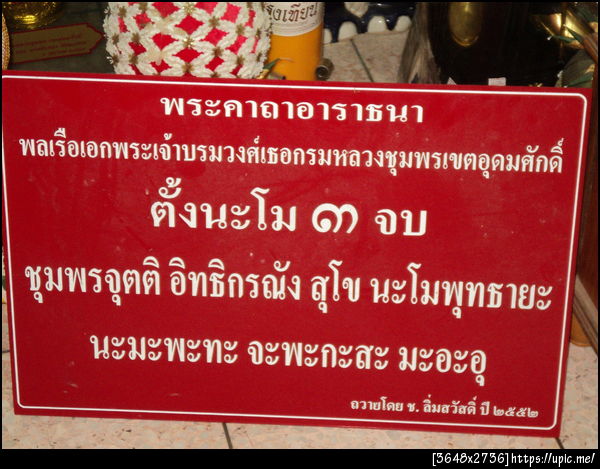 งเทียน
พระคาถาอาราธนา
พลเรือเอกพระเจ้าบรมวงศ์เธอกรมหลวงชุมพรเขตอุดมศักดิ์
ตั้งนะโม ๓ จบ
ชุมพรจุตติ อิทธิกรณัง สุโข นะโมพุทธายะ
นะมะพะทะ จะพะกะสะ มะอะอุ
ถวายโดย ช. ลิ่มสวัสดิ์ ปี ๒๕๕๒
[3648x2736]https://upic.me/